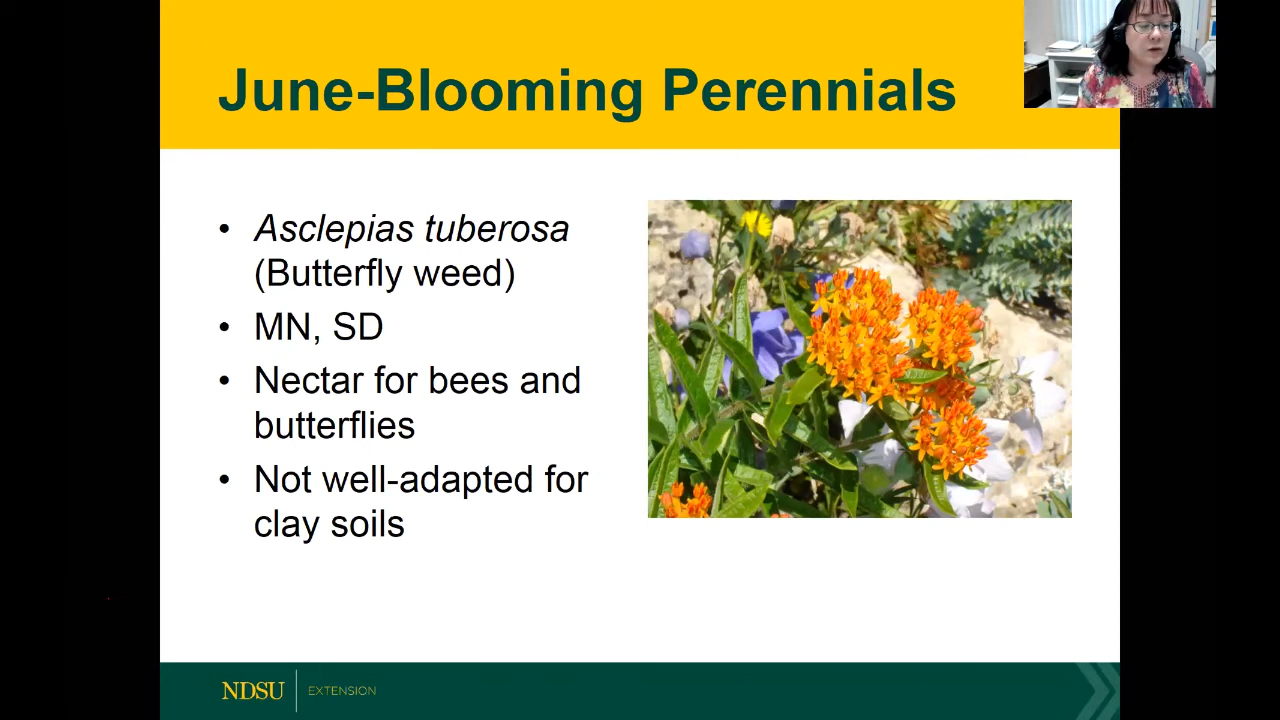 June-Blooming Perennials
• Asclepias tuberosa
(Butterfly weed)
• MN, SD
• Nectar for bees and
butterflies
• Not well-adapted for
clay soils
NDSU EXTENSION